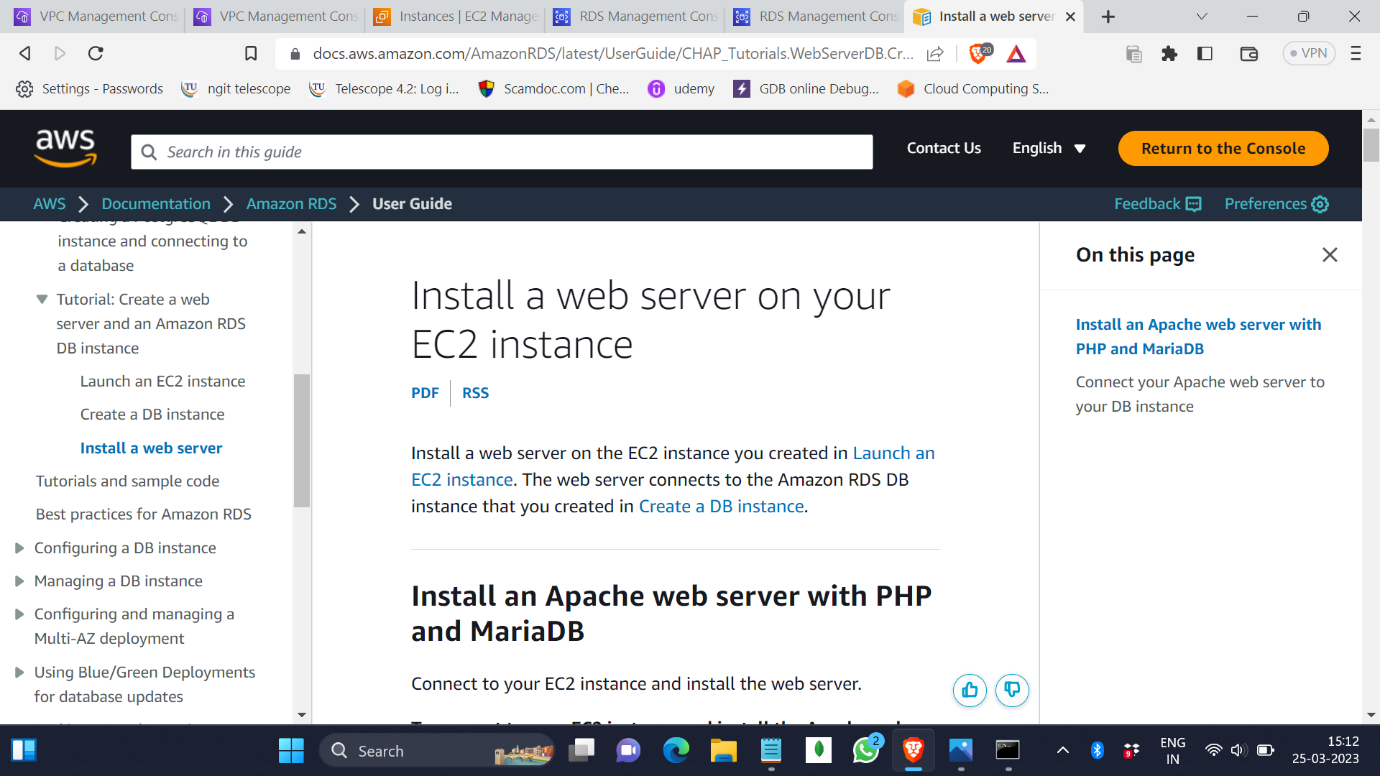 VPC Management Cons
VPC Management Cons
Instances | EC2 Manage
RDS Management Cons
RDS Management Cons
Install a web server
docs.aws.amazon.com/AmazonRDS/latest/UserGuide/CHAP_Tutorials.WebServerDB.Cr...
20
VPN
Settings - Passwords
TU
ngit telescope
TU
Telescope 4.2: Log i...
Scamdoc.com | Che...
udemy
GDB online Debug...
Cloud Computing S...
aws
Search in this guide
Contact Us
English
Return to the Console
AWS
Documentation
Amazon RDS
User Guide
Feedback
Preferences
instance and connecting to
a database
Tutorial: Create a web
server and an Amazon RDS
DB instance
Launch an EC2 instance
Create a DB instance
Install a web server
Tutorials and sample code
Best practices for Amazon RDS
Configuring a DB instance
Managing a DB instance
Configuring and managing a
Multi-AZ deployment
Using Blue/Green Deployments
for database updates
Install a web server on your
EC2 instance
PDF
RSS
Install a web server on the EC2 instance you created in Launch an
EC2 instance. The web server connects to the Amazon RDS DB
instance that you created in Create a DB instance.
Install an Apache web server with PHP
and MariaDB
Connect to your EC2 instance and install the web server.
On this page
Install an Apache web server with
PHP and MariaDB
Connect your Apache web server to
your DB instance
Search
2
9
ENG
IN
15:12
25-03-2023